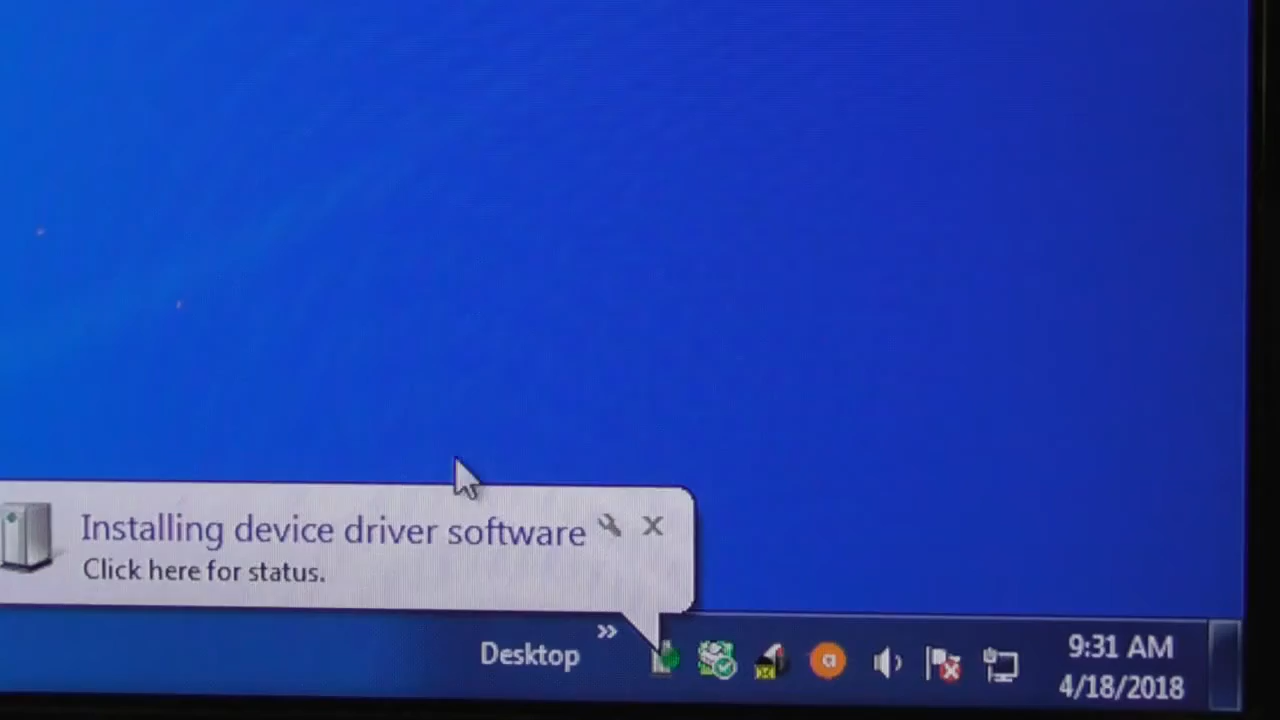 Installing device driver software
Click here for status.
Desktop
»
a
9:31 AM
4/18/2018